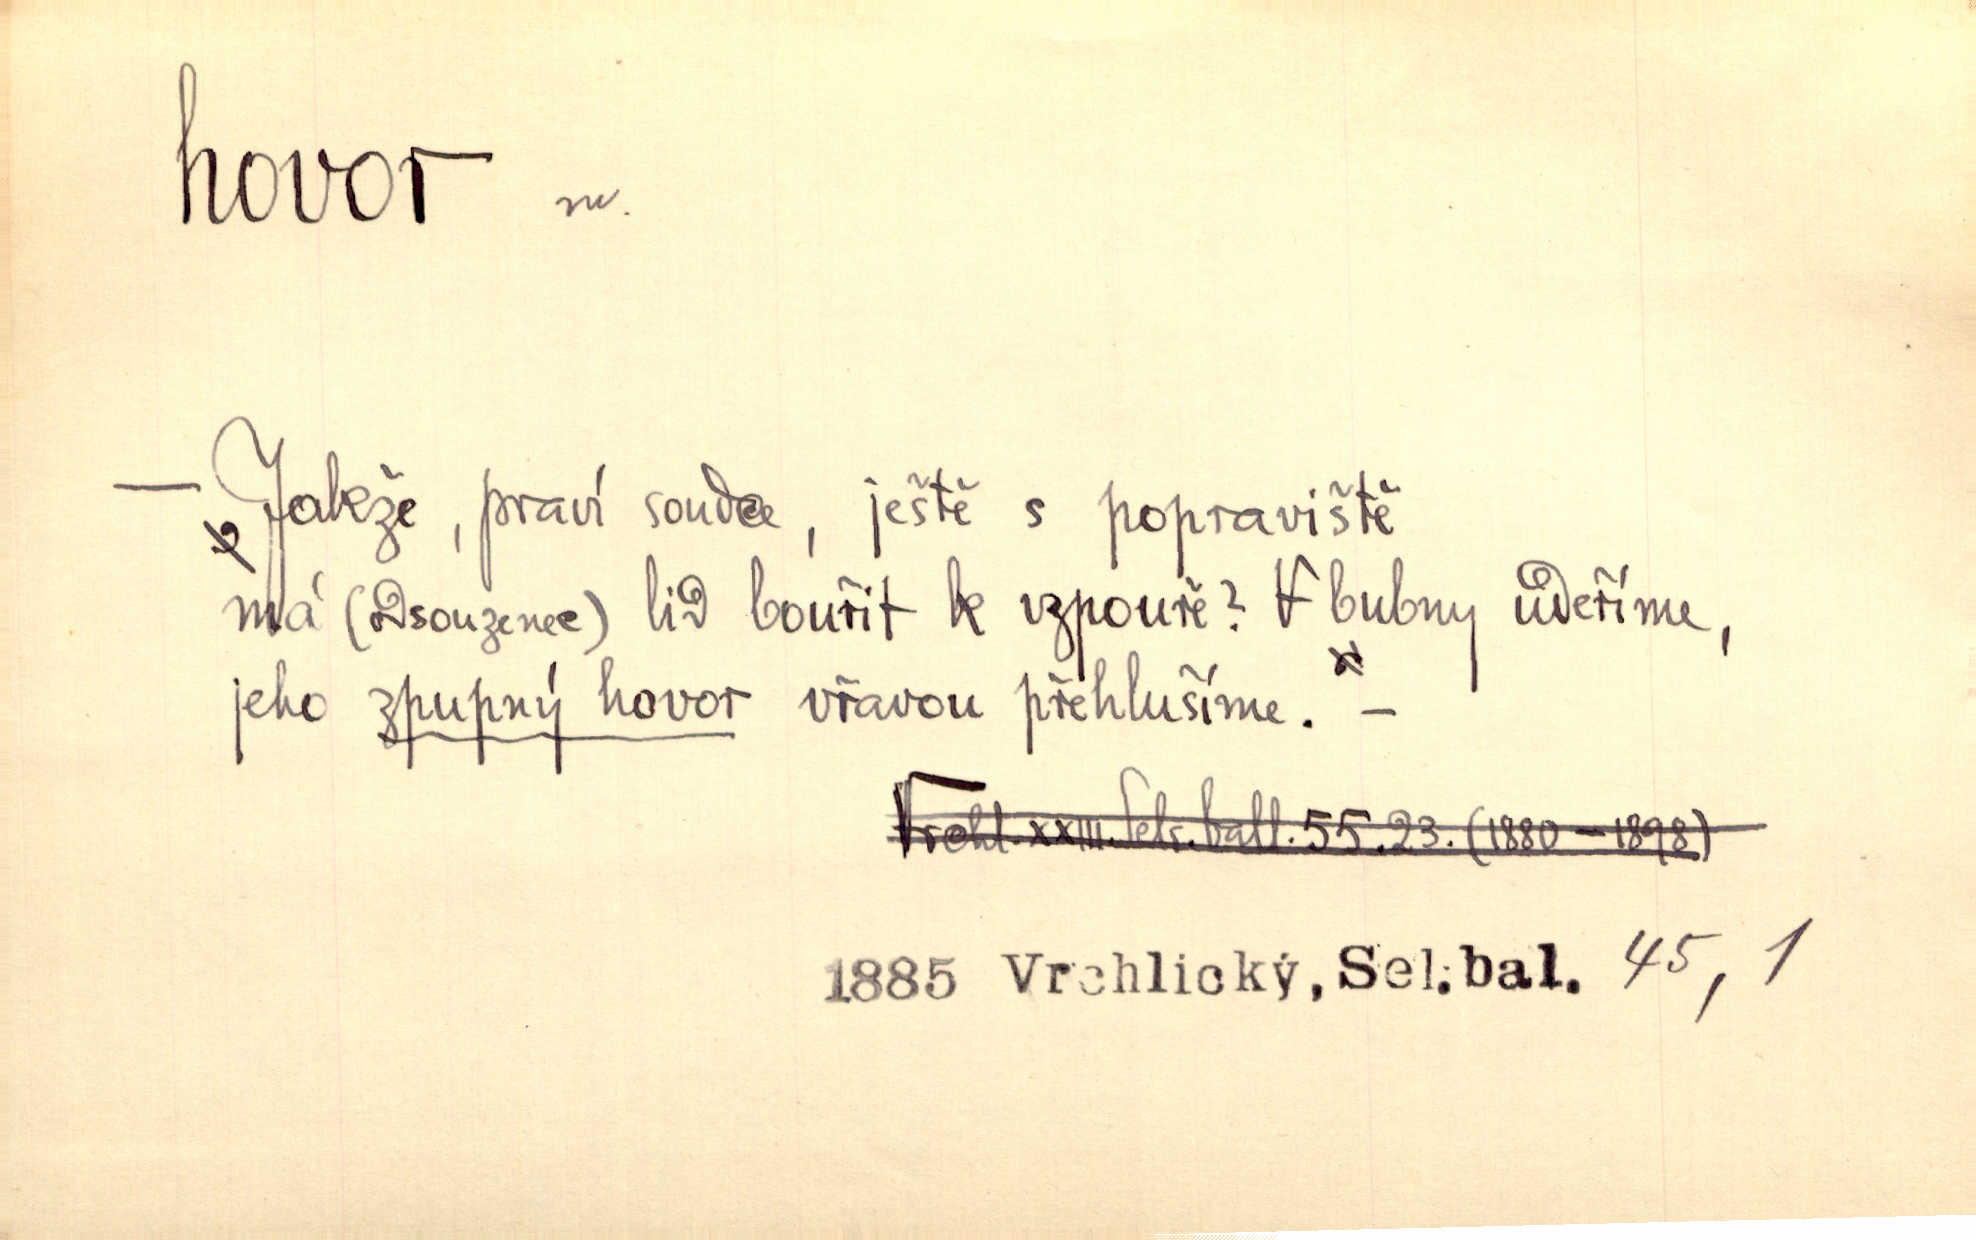 hovor m.
— Jakže, praví soudce, ještě s popraviště
má (odsouzenec) lid bouřit k vzpouře? V bubny udeříme,
jeho zpupný hovor vřavou přehlušíme. —
Vrchl. XXIII. Sels. ball. 55.23. (1880 – 1898)
1885 Vrchlický, Sel. bal. 45, 1